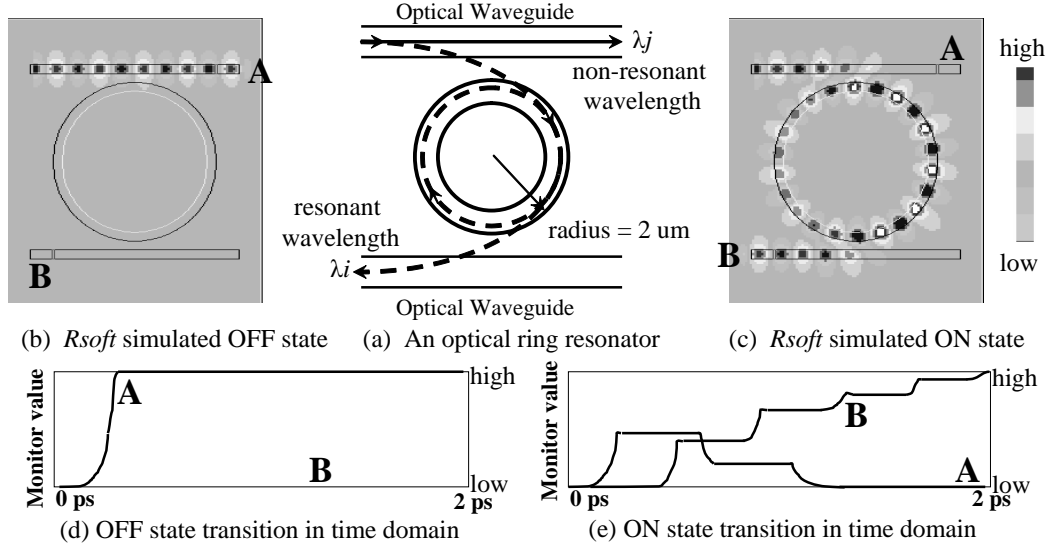 Optical Waveguide
λj
non-resonant
wavelength
resonant
wavelength
λi
radius = 2 um
Optical Waveguide
A
B
A
B
high
low
(b) Rsoft simulated OFF state
(a) An optical ring resonator
(c) Rsoft simulated ON state
Monitor value
A
B
high
low
0 ps
2 ps
(d) OFF state transition in time domain
Monitor value
B
A
high
low
0 ps
2 ps
(e) ON state transition in time domain